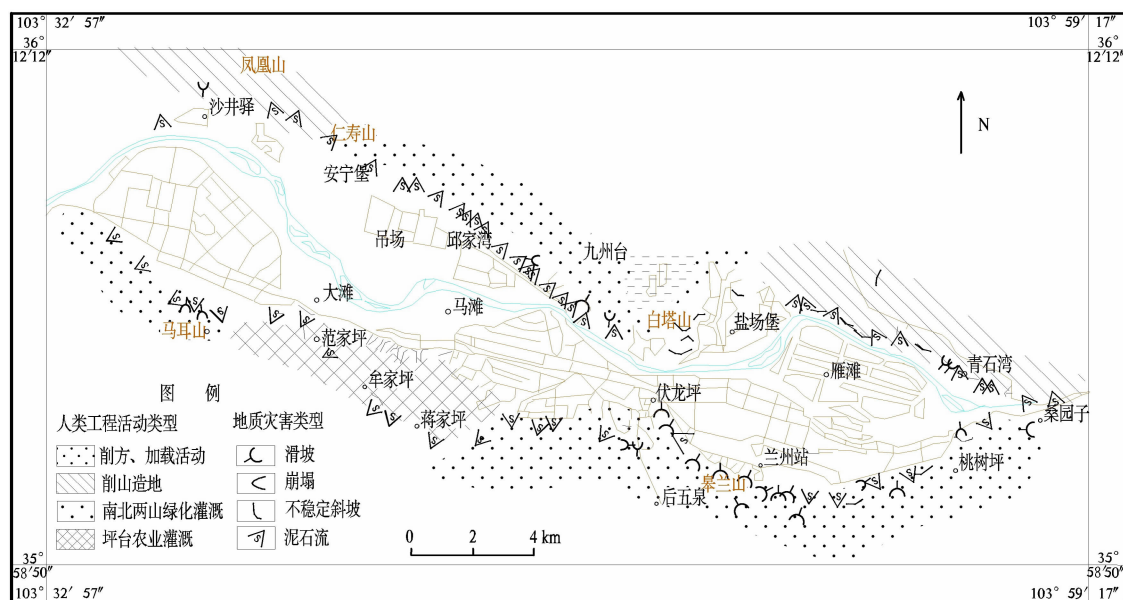 103° 32′ 57″
103° 59′ 17″
36°
12′12″
36°
12′12″
凤凰山
沙井驿
仁寿山
N
安宁堡
吊场
邱家湾
九州台
大滩
马滩
白塔山
盐场堡
马耳山
范家坪
青石湾
牟家坪
雁滩
伏龙坪
蒋家坪
桑园子
兰州站
桃树坪
皋兰山
后五泉
图 例
人类工程活动类型 地质灾害类型
削方、加载活动 滑坡
削山造地 崩塌
南北两山绿化灌溉 不稳定斜坡
坪台农业灌溉 泥石流
0 2 4 km
35°
58′50″
35°
58′50″
103° 32′ 57″
103° 59′ 17″